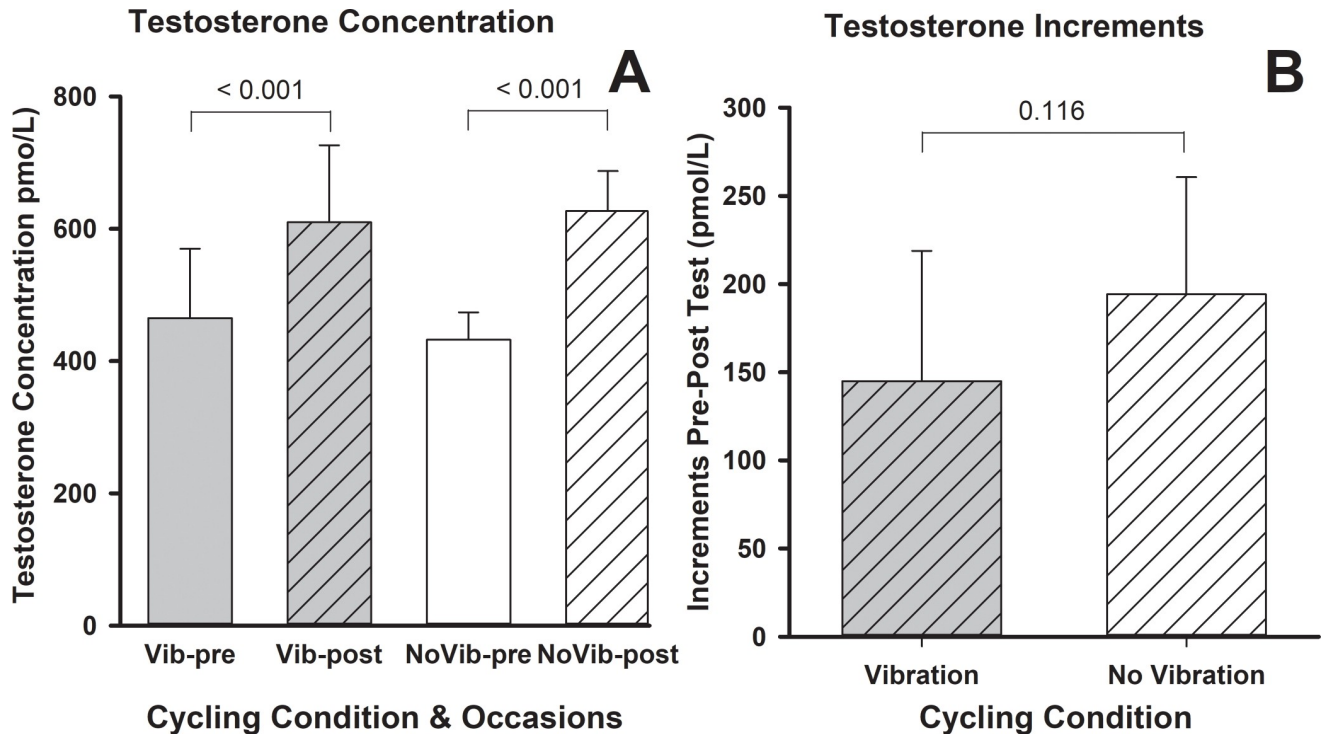 Testosterone Concentration
A
Testosterone Concentration pmo/L)
800
600
400
200
0
< 0.001
< 0.001
Vib-pre
Vib-post
NoVib-pre
NoVib-post
Cycling Condition & Occasions
Testosterone Increments
B
Increments Pre-Post Test (pmol/L)
300
250
200
150
100
50
0
0.116
Vibration
No Vibration
Cycling Condition